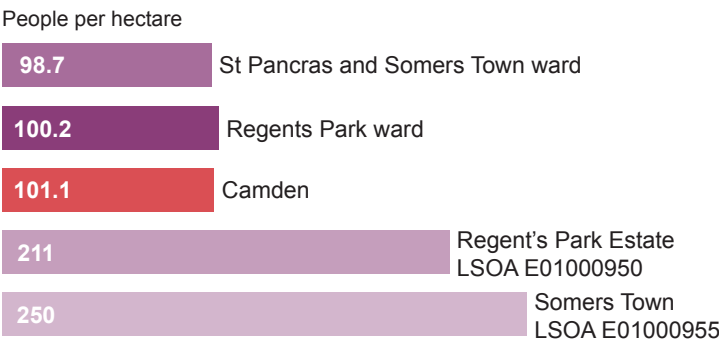 People per hectare
98.7 St Pancras and Somers Town ward
100.2 Regents Park ward
101.1 Camden
211 Regent’s Park Estate
LSOA E01000950
250 Somers Town
LSOA E01000955